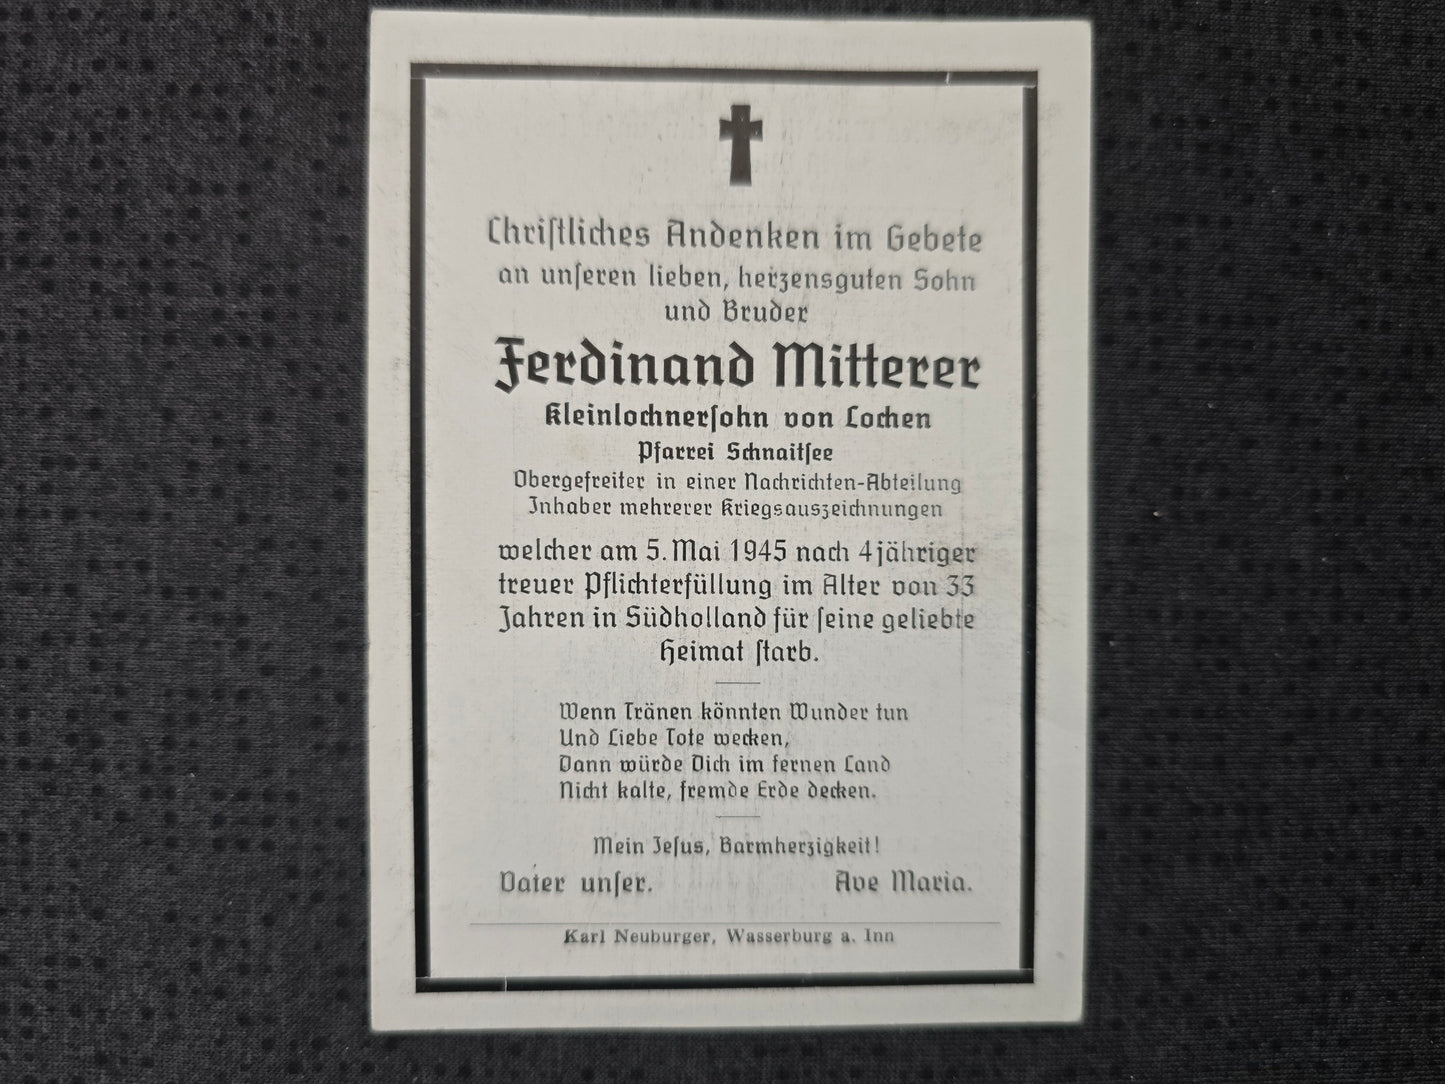 Chriſtliches Andenken im Gebete
an unſeren lieben, herzensguten Sohn
und Bruder
Ferdinand Mitterer
Kleinlochnerſohn von Lochen
Pfarrei Schnaitſee
Obergefreiter in einer Nachrichten-Abteilung
Inhaber mehrerer Kriegsauszeichnungen
welcher am 5. Mai 1945 nach 4jähriger
treuer Pflichterfüllung im Alter von 33
Jahren in Südholland für ſeine geliebte
Heimat ſtarb.
Wenn Tränen könnten Wunder tun
Und Liebe Tote wecken,
Dann würde Dich im fernen Land
Nicht kalte, fremde Erde decken.
Mein Jeſus, Barmherzigkeit!
Vater unſer. Ave Maria.
Karl Neuburger, Wasserburg a. Inn